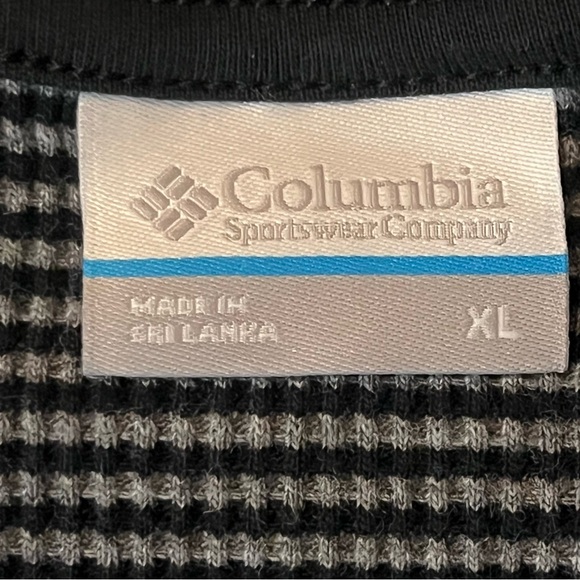 Columbia
Sportswear Company
MADE IN
SRI LANKA
XL